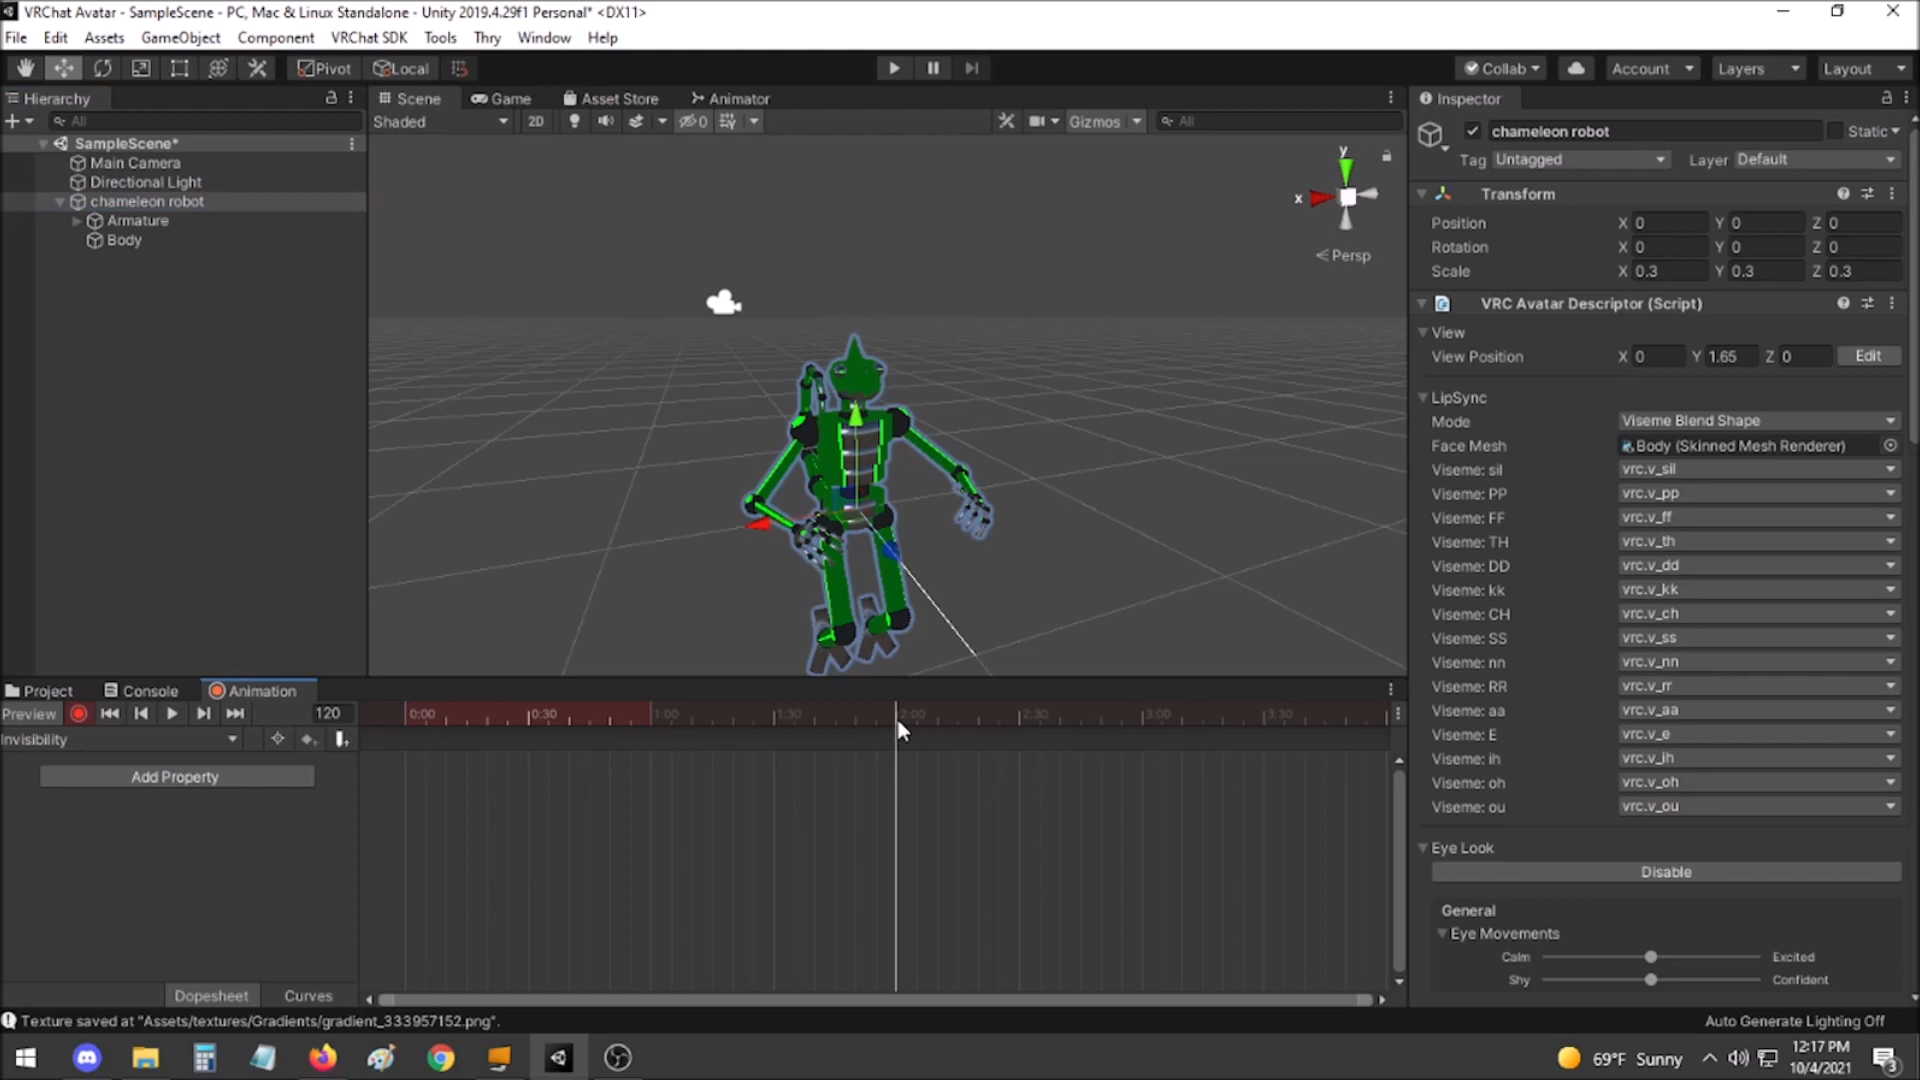 VRChat Avatar - SampleScene - PC, Mac & Linux Standalone - Unity 2019.4.29f1 Personal* <DX11>
File Edit Assets GameObject Component VRChat SDK Tools Thry Window Help
Pivot Local Collab Account Layers Layout
Hierarchy
All
SampleScene*
Main Camera
Directional Light
chameleon robot
Armature
Body
Scene Game Asset Store Animator
Shaded 2D 0 Gizmos All
y
x
Persp
Inspector
chameleon robot Static
Tag Untagged Layer Default
Transform
Position X 0 Y 0 Z 0
Rotation X 0 Y 0 Z 0
Scale X 0.3 Y 0.3 Z 0.3
VRC Avatar Descriptor (Script)
View
View Position X 0 Y 1.65 Z 0 Edit
LipSync
Mode Viseme Blend Shape
Face Mesh Body (Skinned Mesh Renderer)
Viseme: sil vrc.v_sil
Viseme: PP vrc.v_pp
Viseme: FF vrc.v_ff
Viseme: TH vrc.v_th
Viseme: DD vrc.v_dd
Viseme: kk vrc.v_kk
Viseme: CH vrc.v_ch
Viseme: SS vrc.v_ss
Viseme: nn vrc.v_nn
Viseme: RR vrc.v_rr
Viseme: aa vrc.v_aa
Viseme: E vrc.v_e
Viseme: ih vrc.v_ih
Viseme: oh vrc.v_oh
Viseme: ou vrc.v_ou
Eye Look
Disable
General
Eye Movements
Calm Excited
Shy Confident
Project Console Animation
Preview 120 0:00 0:30 1:00 1:30 2:00 2:30 3:00 3:30
Invisibility
Add Property
Dopesheet Curves
Texture saved at "Assets/textures/Gradients/gradient_333957152.png".
Auto Generate Lighting Off
69°F Sunny
12:17 PM
10/4/2021
3